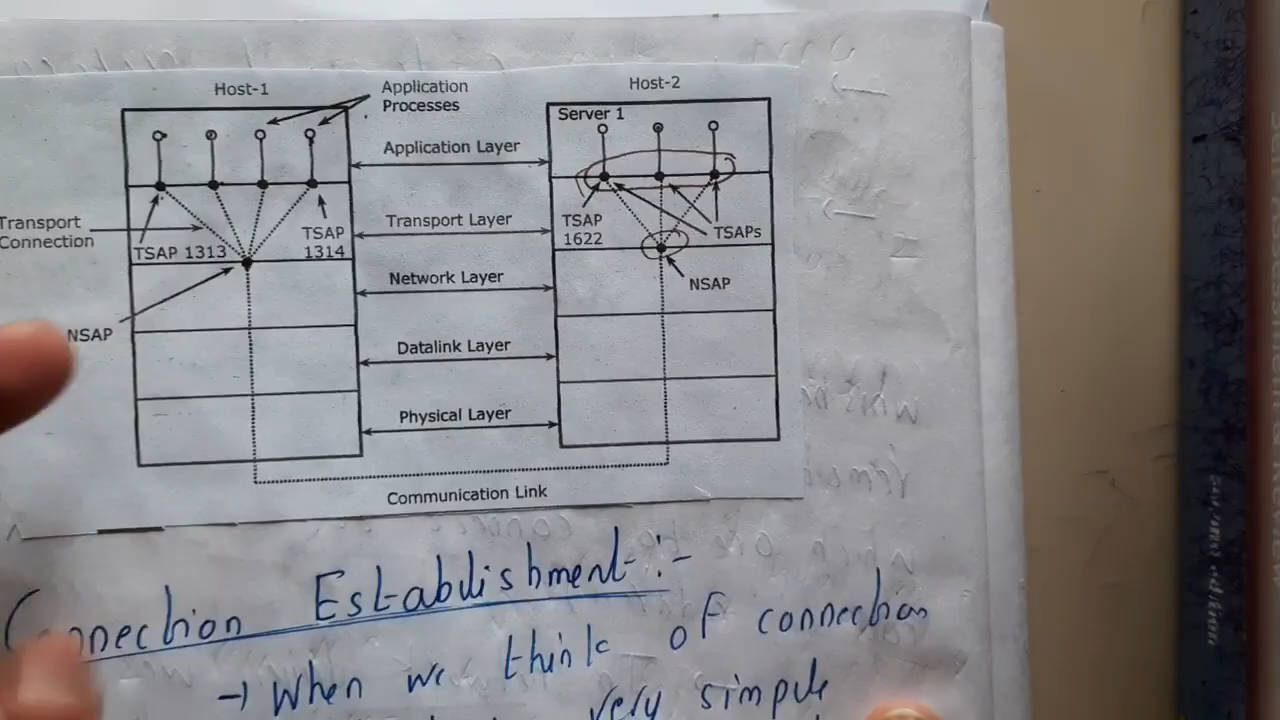 Host-1
Host-2
Application
Processes
Server 1
Application Layer
Transport Layer
Transport
Connection
TSAP 1313
TSAP
1314
TSAP
1622
TSAPs
Network Layer
NSAP
NSAP
Datalink Layer
Physical Layer
Communication Link
Connection Establishment :-
→ When we think of connection
very simple